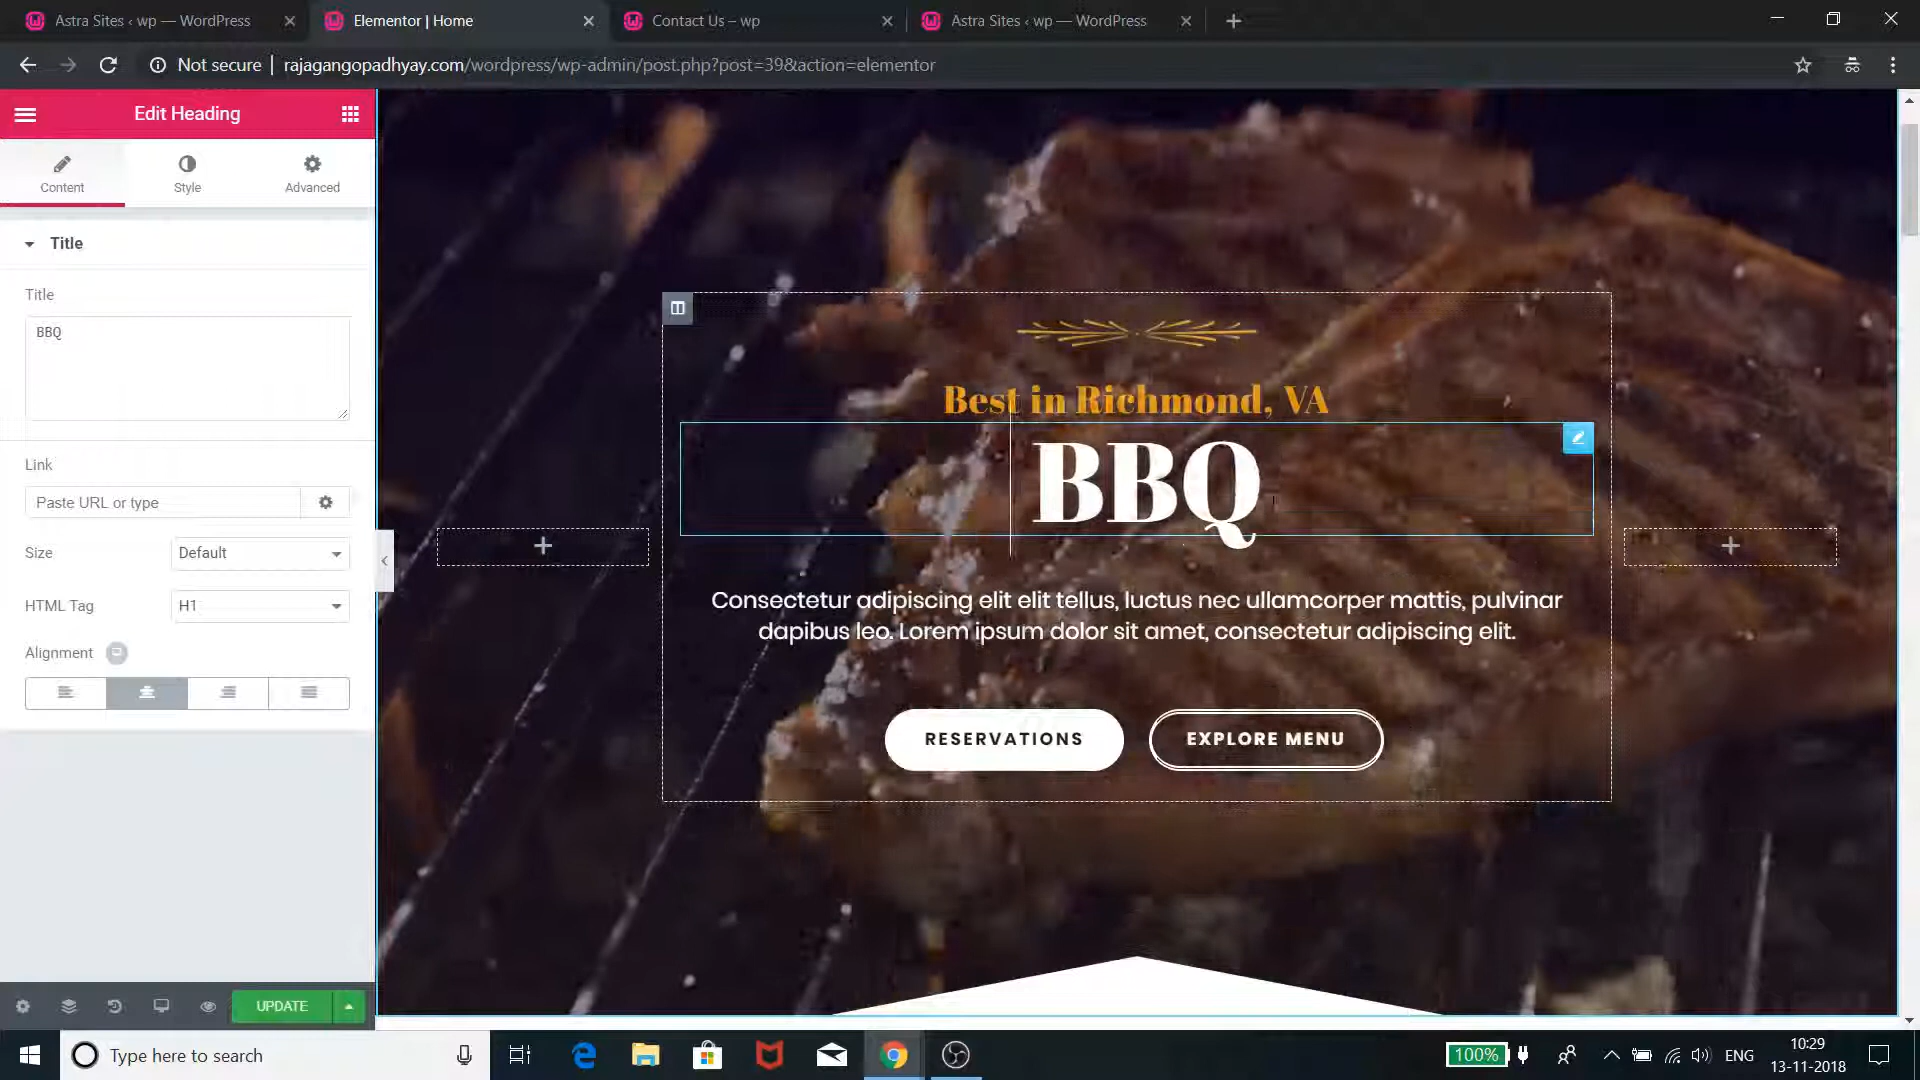 Astra Sites ‹ wp — WordPress
Elementor | Home
Contact Us – wp
Astra Sites ‹ wp — WordPress
Not secure | rajagangopadhyay.com/wordpress/wp-admin/post.php?post=39&action=elementor
Edit Heading
Content
Style
Advanced
Title
Title
BBQ
Link
Paste URL or type
Size
Default
HTML Tag
H1
Alignment
UPDATE
Best in Richmond, VA
BBQ
Consectetur adipiscing elit elit tellus, luctus nec ullamcorper mattis, pulvinar
dapibus leo. Lorem ipsum dolor sit amet, consectetur adipiscing elit.
RESERVATIONS
EXPLORE MENU
Type here to search
100%
ENG
10:29
13-11-2018